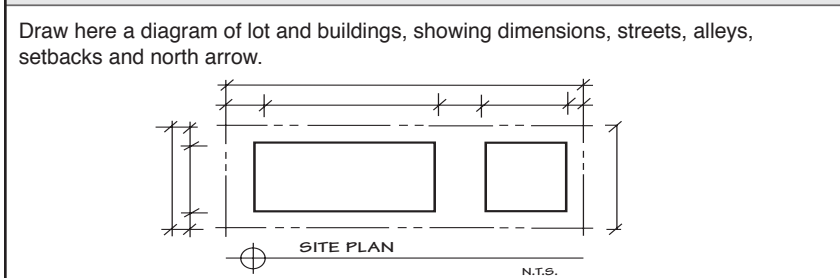 Draw here a diagram of lot and buildings, showing dimensions, streets, alleys,
setbacks and north arrow.
SITE PLAN
N.T.S.